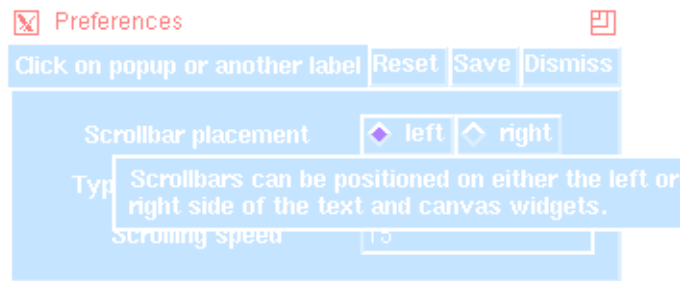 Preferences
Click on popup or another label Reset Save Dismiss
Scrollbar placement left right
Typ
Scrollbars can be positioned on either the left or
right side of the text and canvas widgets.
Scrolling speed 15